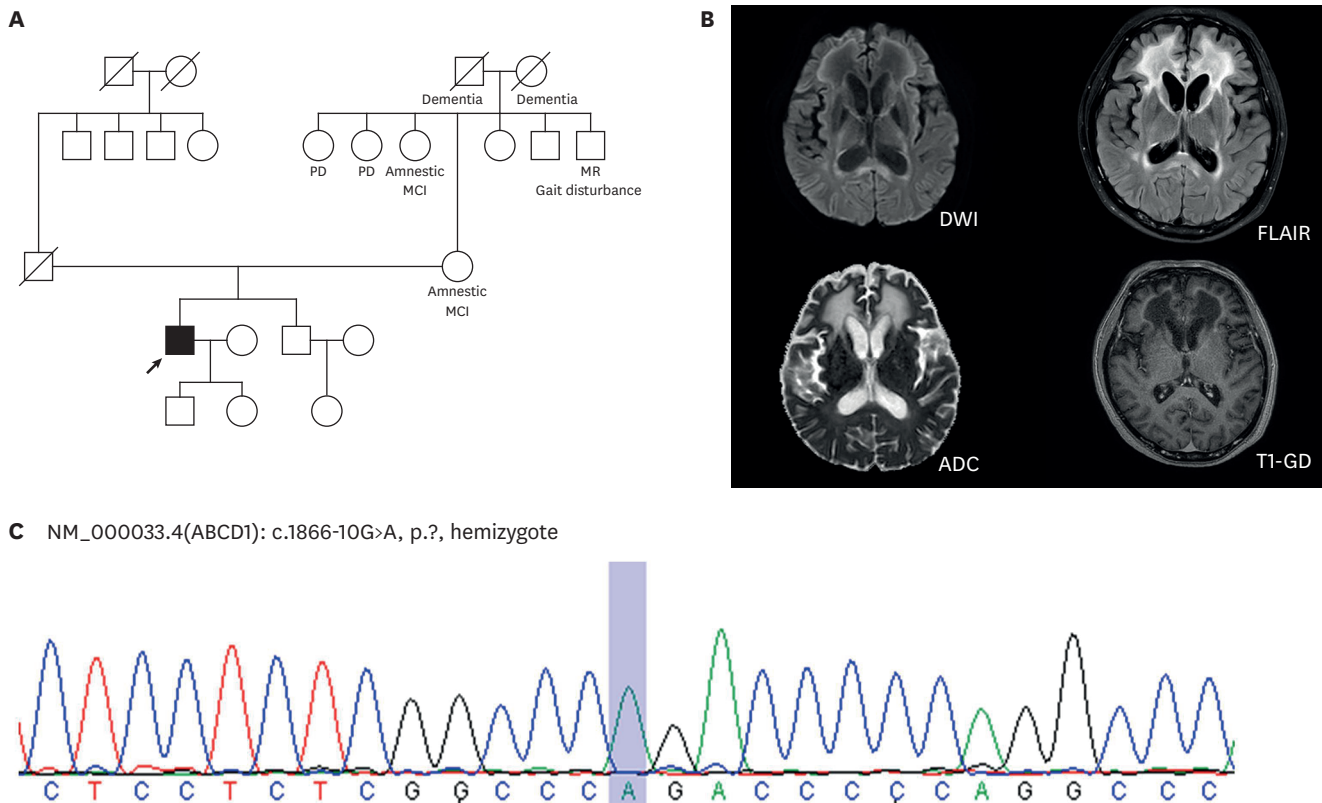 A
B
Dementia
Dementia
PD
PD
Amnestic
MCI
MR
Gait disturbance
Amnestic
MCI
DWI
FLAIR
ADC
T1-GD
C NM_000033.4(ABCD1): c.1866-10G>A, p.?, hemizygote
C T C C T C T C G G C C C A G A C C C C C A G G C C C